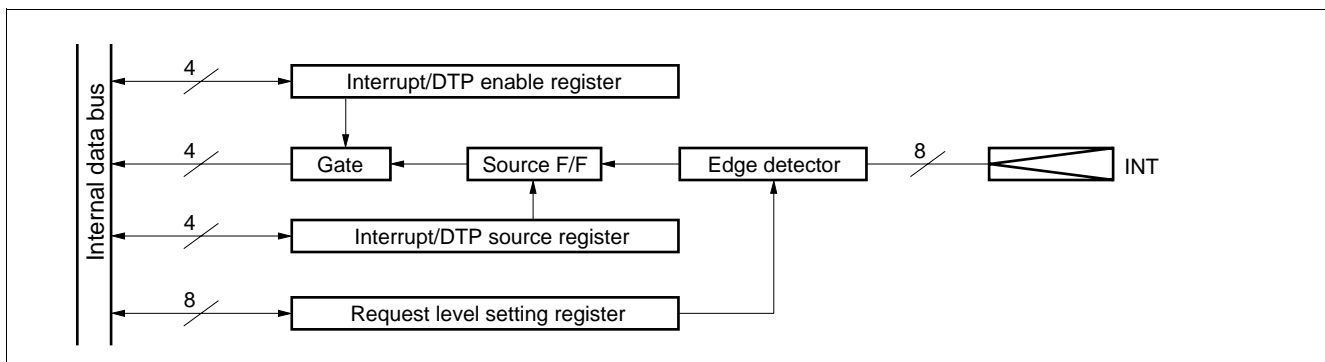 Internal data bus
4
Interrupt/DTP enable register
4
Gate
Source F/F
Edge detector
8
INT
4
Interrupt/DTP source register
8
Request level setting register